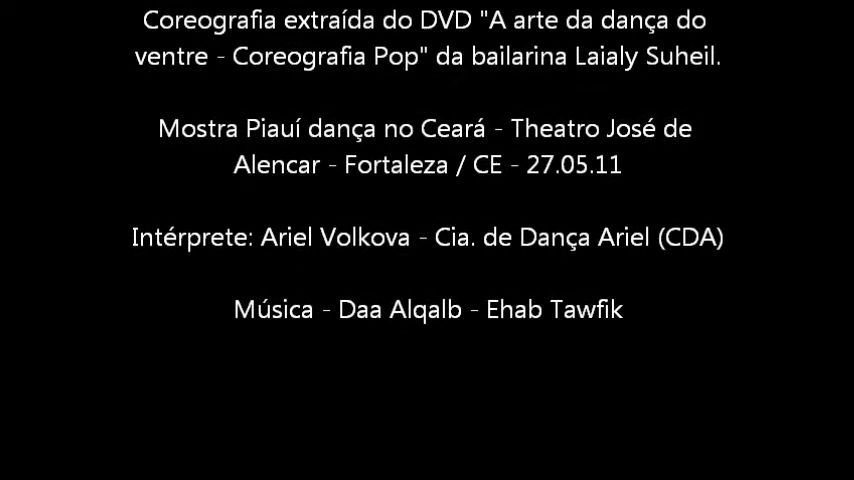 Coreografia extraída do DVD "A arte da dança do
ventre - Coreografia Pop" da bailarina Laialy Suheil.
Mostra Piauí dança no Ceará - Theatro José de
Alencar - Fortaleza / CE - 27.05.11
Intérprete: Ariel Volkova - Cia. de Dança Ariel (CDA)
Música - Daa Alqalb - Ehab Tawfik